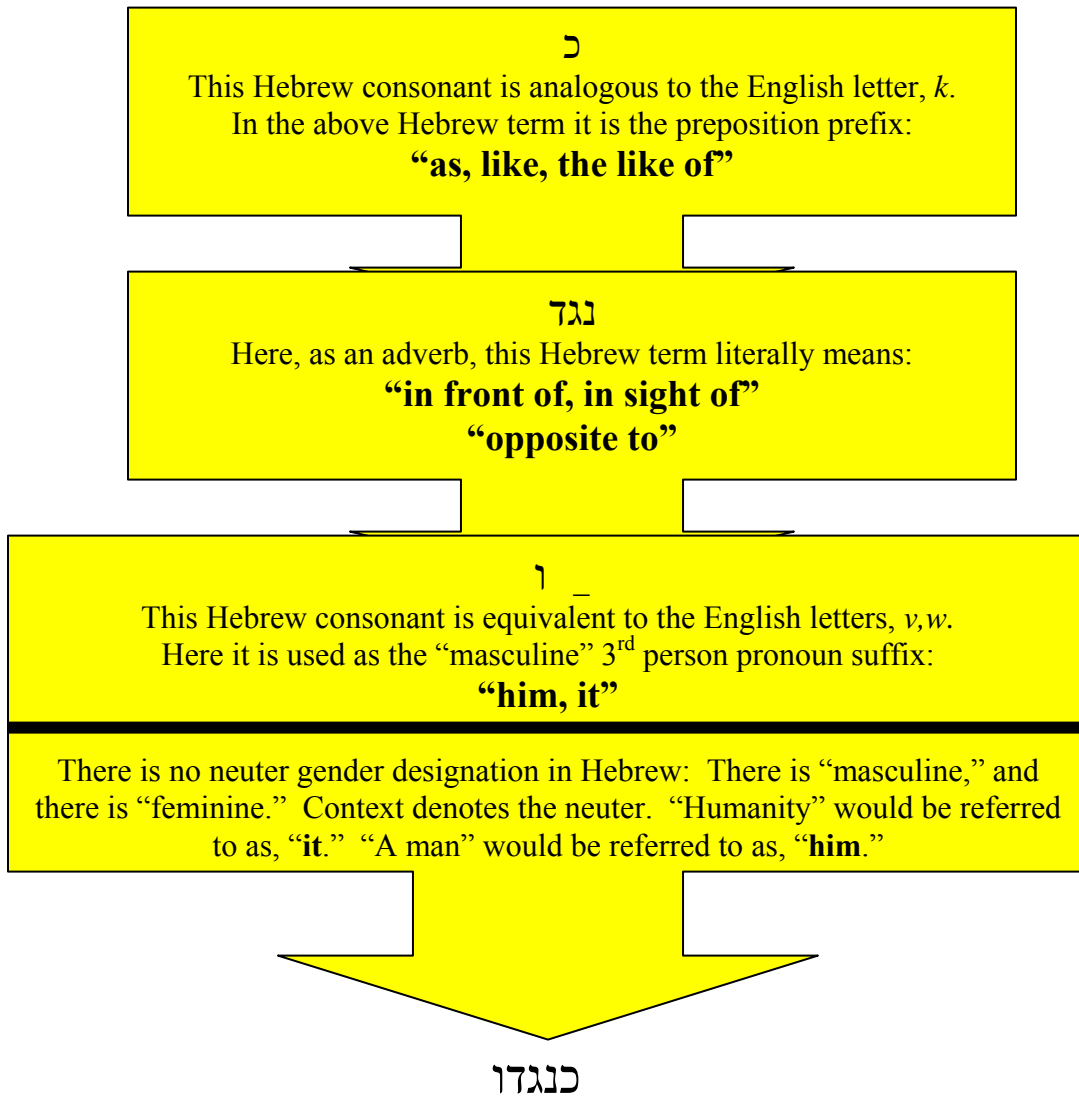 כ
This Hebrew consonant is analogous to the English letter, k.
In the above Hebrew term it is the preposition prefix:
“as, like, the like of”
נגד
Here, as an adverb, this Hebrew term literally means:
“in front of, in sight of”
“opposite to”
ו _
This Hebrew consonant is equivalent to the English letters, v,w.
Here it is used as the “masculine” 3rd person pronoun suffix:
“him, it”
There is no neuter gender designation in Hebrew: There is “masculine,” and
there is “feminine.” Context denotes the neuter. “Humanity” would be referred
to as, “it.” “A man” would be referred to as, “him.”
כנגדו